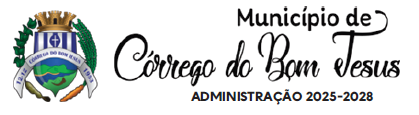 Município de
Córrego do Bom Jesus
ADMINISTRAÇÃO 2025-2028